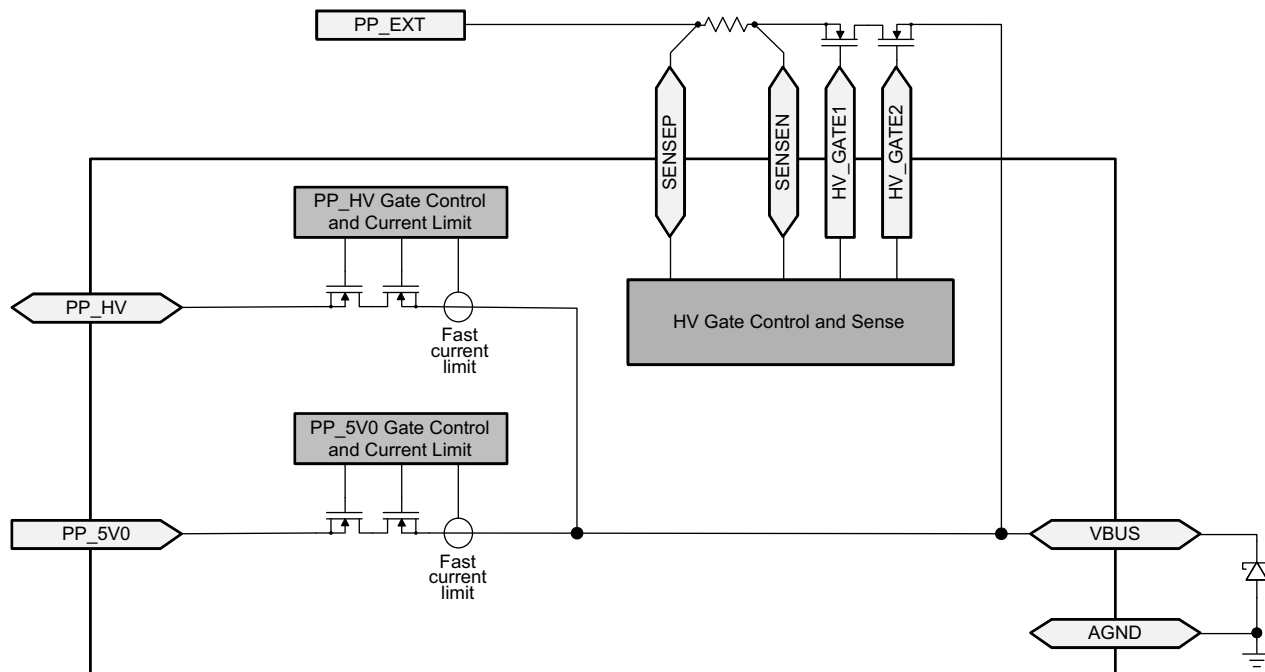 PP_EXT
SENSEP
SENSEN
HV_GATE1
HV_GATE2
PP_HV Gate Control
and Current Limit
PP_HV
Fast
current
limit
HV Gate Control and Sense
PP_5V0 Gate Control
and Current Limit
PP_5V0
Fast
current
limit
VBUS
AGND